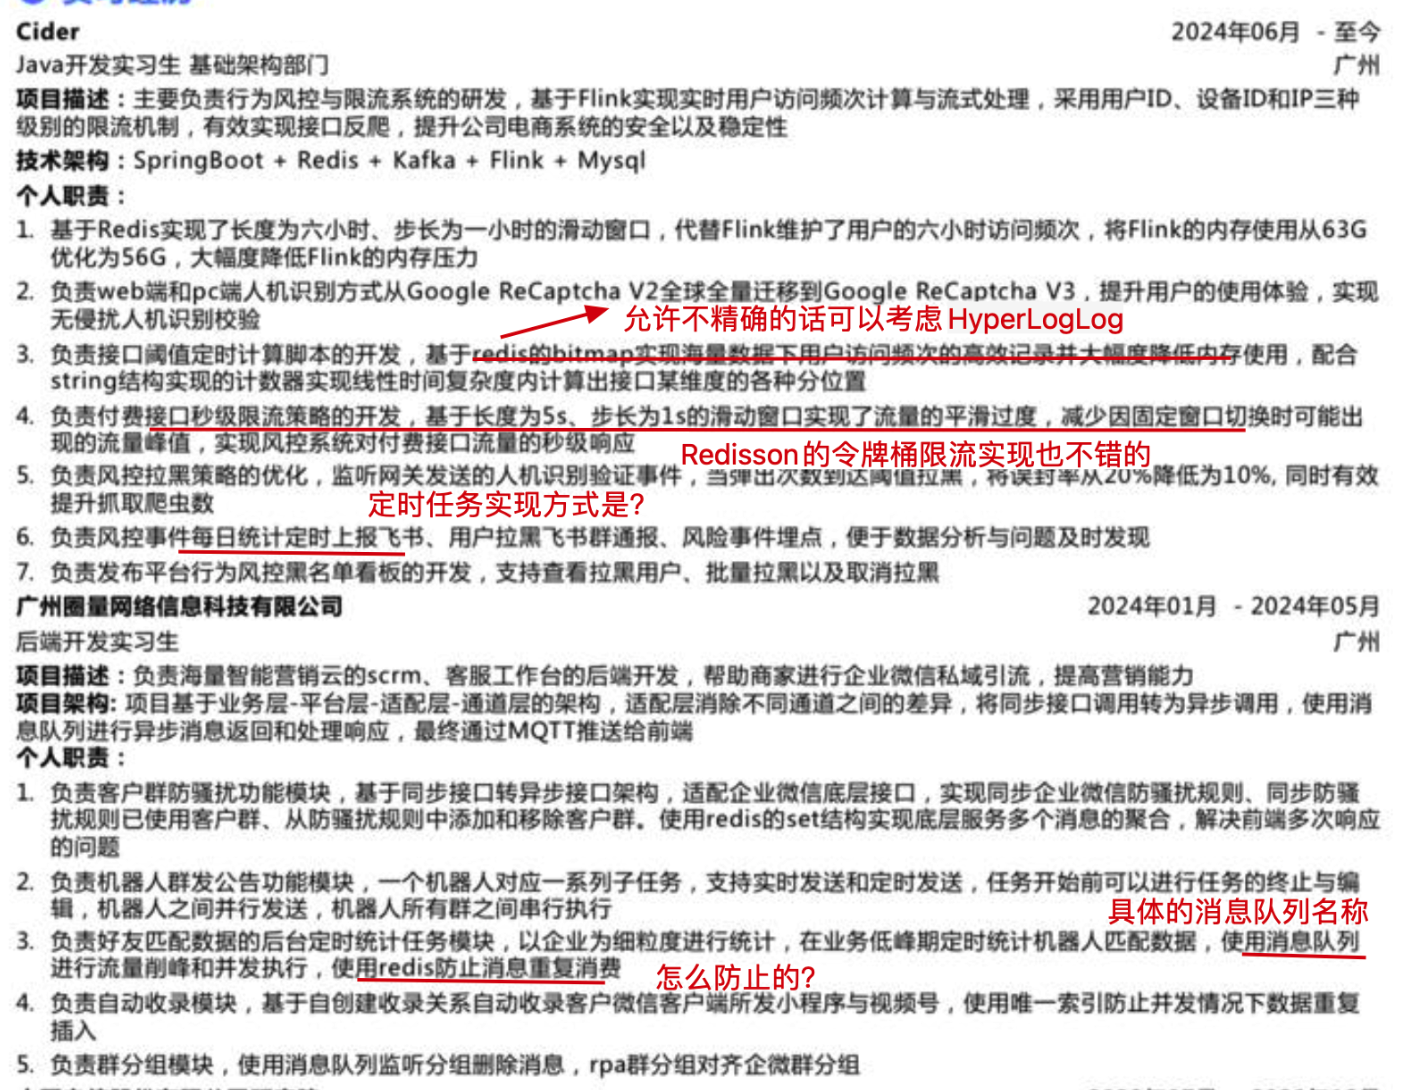 Cider 2024年06月 - 至今
Java开发实习生 基础架构部门 广州
项目描述：主要负责行为风控与限流系统的研发，基于Flink实现实时用户访问频次计算与流式处理，采用用户ID、设备ID和IP三种
级别的限流机制，有效实现接口反爬，提升公司电商系统的安全以及稳定性
技术架构：SpringBoot + Redis + Kafka + Flink + Mysql
个人职责：
1. 基于Redis实现了长度为六小时、步长为一小时的滑动窗口，代替Flink维护了用户的六小时访问频次，将Flink的内存使用从63G
优化为56G，大幅度降低Flink的内存压力
2. 负责web端和pc端人机识别方式从Google ReCaptcha V2全球全量迁移到Google ReCaptcha V3，提升用户的使用体验，实现
无侵扰人机识别校验
允许不精确的话可以考虑 HyperLogLog
3. 负责接口阈值定时计算脚本的开发，基于redis的bitmap实现海量数据下用户访问频次的高效记录并大幅度降低内存使用，配合
string结构实现的计数器实现线性时间复杂度内计算出接口某维度的各种分位置
4. 负责付费接口秒级限流策略的开发，基于长度为5s、步长为1s的滑动窗口实现了流量的平滑过度，减少因固定窗口切换时可能出
现的流量峰值，实现风控系统对付费接口流量的秒级响应
Redisson 的令牌桶限流实现也不错的
5. 负责风控拉黑策略的优化，监听网关发送的人机识别验证事件，当弹出次数到达阈值拉黑，将误封率从20%降低为10%, 同时有效
提升抓取爬虫数
定时任务实现方式是?
6. 负责风控事件每日统计定时上报飞书、用户拉黑飞书群通报、风险事件埋点，便于数据分析与问题及时发现
7. 负责发布平台行为风控黑名单看板的开发，支持查看拉黑用户、批量拉黑以及取消拉黑
广州圈量网络信息科技有限公司 2024年01月 - 2024年05月
后端开发实习生 广州
项目描述：负责海量智能营销云的scrm、客服工作台的后端开发，帮助商家进行企业微信私域引流，提高营销能力
项目架构: 项目基于业务层-平台层-适配层-通道层的架构，适配层消除不同通道之间的差异，将同步接口调用转为异步调用，使用消
息队列进行异步消息返回和处理响应，最终通过MQTT推送给前端
个人职责：
1. 负责客户群防骚扰功能模块，基于同步接口转异步接口架构，适配企业微信底层接口，实现同步企业微信防骚扰规则、同步防骚
扰规则已使用客户群、从防骚扰规则中添加和移除客户群。使用redis的set结构实现底层服务多个消息的聚合，解决前端多次响应
的问题
2. 负责机器人群发公告功能模块，一个机器人对应一系列子任务，支持实时发送和定时发送，任务开始前可以进行任务的终止与编
辑，机器人之间并行发送，机器人所有群之间串行执行
具体的消息队列名称
3. 负责好友匹配数据的后台定时统计任务模块，以企业为细粒度进行统计，在业务低峰期定时统计机器人匹配数据，使用消息队列
进行流量削峰和并发执行，使用redis防止消息重复消费
怎么防止的?
4. 负责自动收录模块，基于自创建收录关系自动收录客户微信客户端所发小程序与视频号，使用唯一索引防止并发情况下数据重复
插入
5. 负责群分组模块，使用消息队列监听分组删除消息，rpa群分组对齐企微群分组